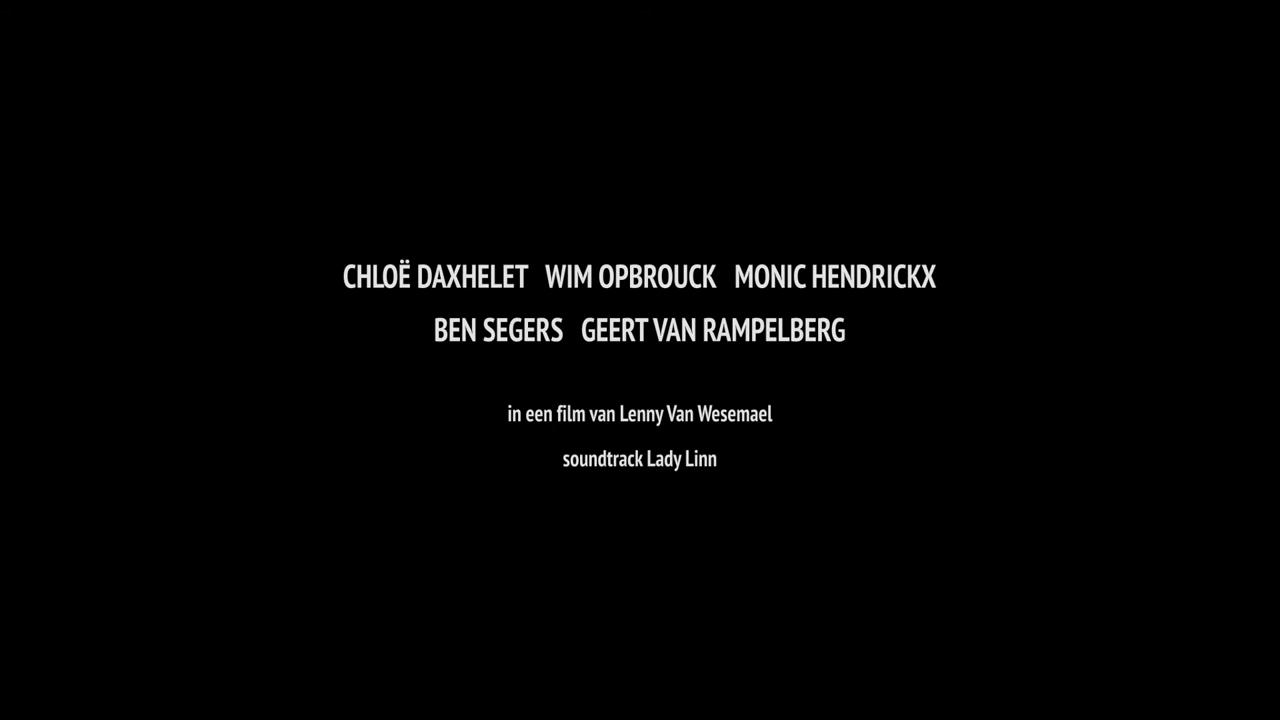 CHLOË DAXHELET WIM OPBROUCK MONIC HENDRICKX
BEN SEGERS GEERT VAN RAMPELBERG
in een film van Lenny Van Wesemael
soundtrack Lady Linn